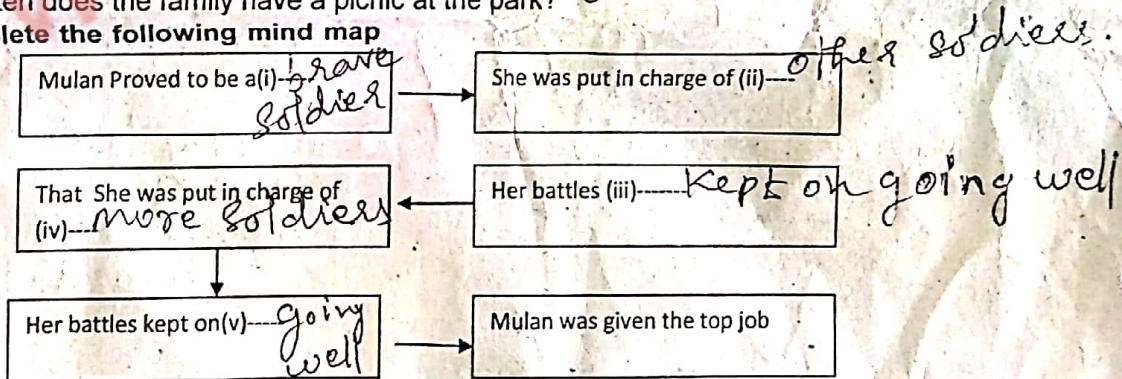 en does the family have a picnic at the park?
lete the following mind map
Mulan Proved to be a(i)--brave
soldier
She was put in charge of (ii)----other soldiers.
That She was put in charge of
(iv)---more soldiers
Her battles (iii)-------kept on going well
Her battles kept on(v)----going
well
Mulan was given the top job